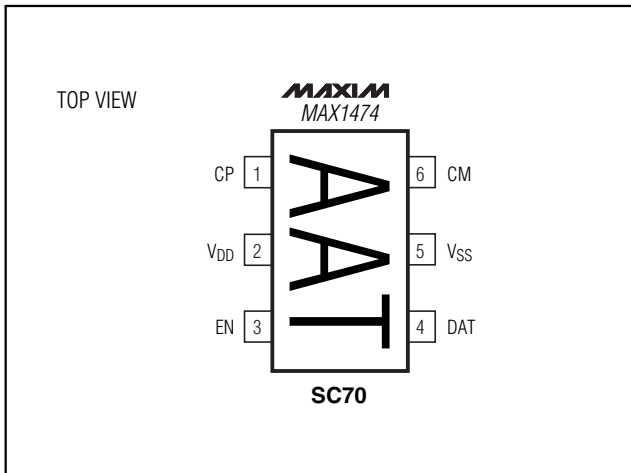 TOP VIEW
MAXIM
MAX1474
CP 1
6 CM
VDD 2
5 VSS
EN 3
4 DAT
AAT
SC70